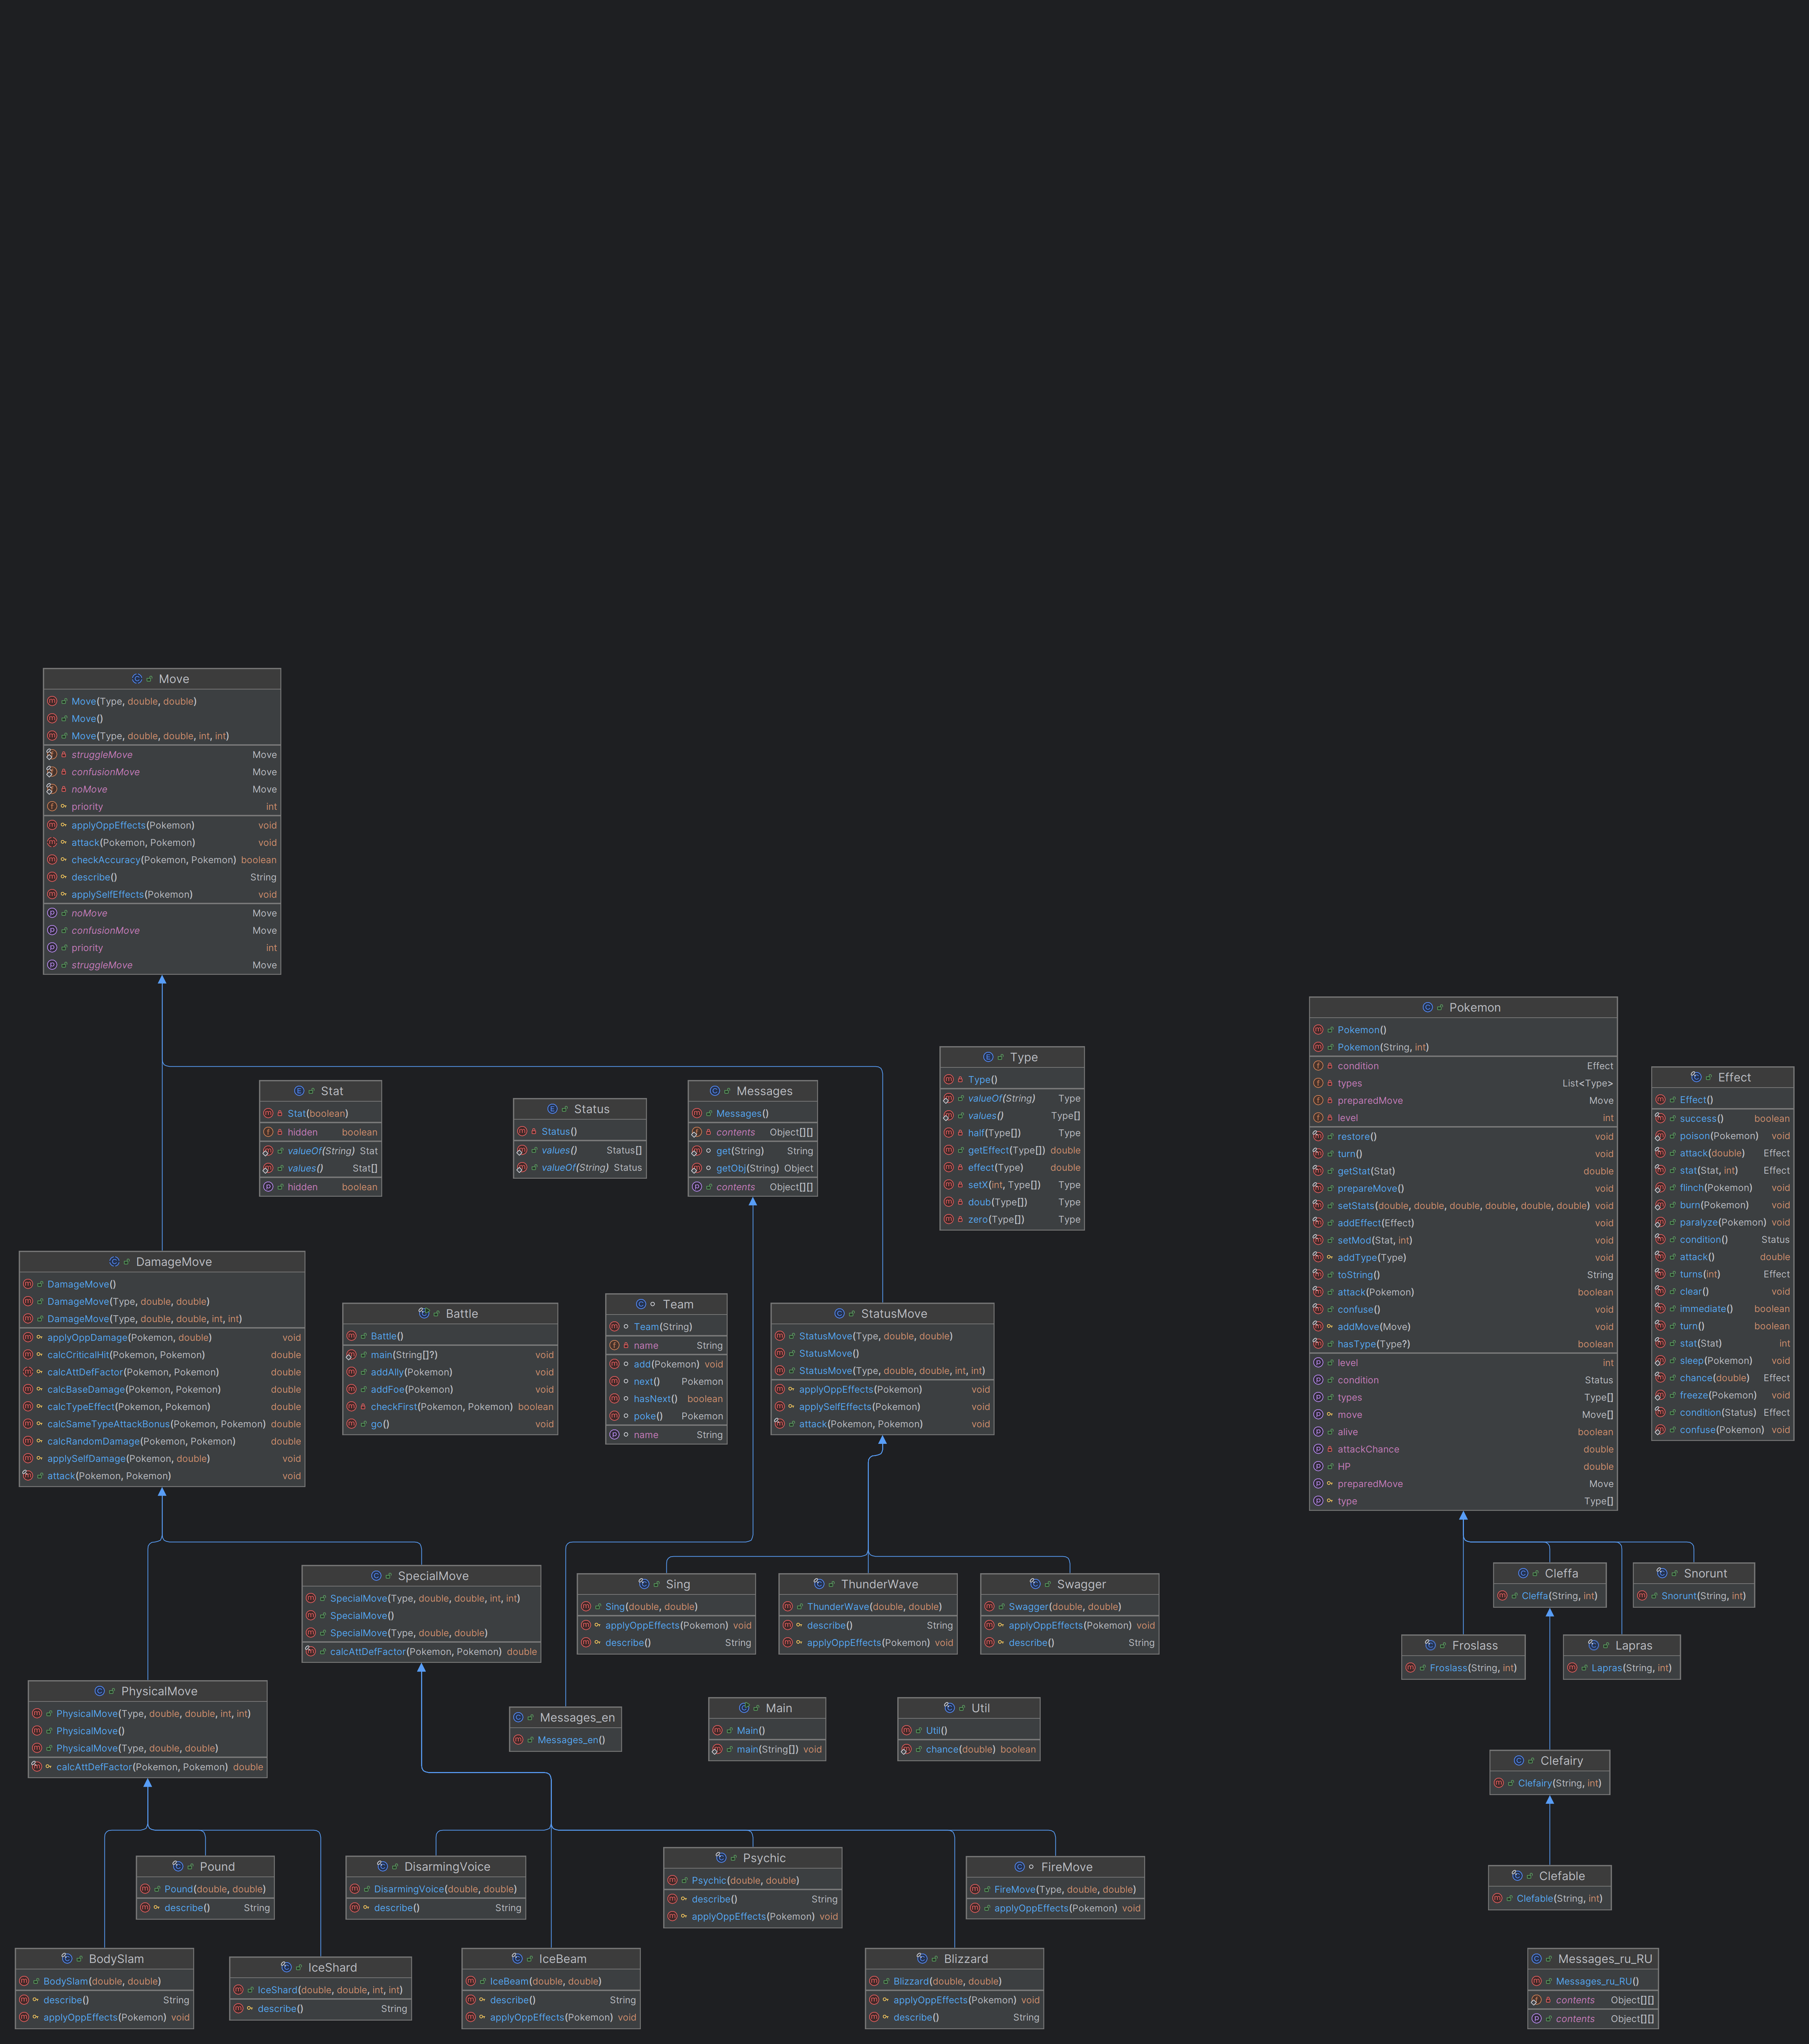 Move
Move(Type, double, double)
Move()
Move(Type, double, double, int, int)
struggleMove Move
confusionMove Move
noMove Move
priority int
applyOppEffects(Pokemon) void
attack(Pokemon, Pokemon) void
checkAccuracy(Pokemon, Pokemon) boolean
describe() String
applySelfEffects(Pokemon) void
noMove Move
confusionMove Move
priority int
struggleMove Move
Pokemon
Pokemon()
Pokemon(String, int)
condition Effect
types List<Type>
preparedMove Move
level int
restore() void
turn() void
getStat(Stat) double
prepareMove() void
setStats(double, double, double, double, double, double) void
addEffect(Effect) void
setMod(Stat, int) void
addType(Type) void
toString() String
attack(Pokemon) boolean
confuse() void
addMove(Move) void
hasType(Type?) boolean
level int
condition Status
types Type[]
move Move[]
alive boolean
attackChance double
HP double
preparedMove Move
type Type[]
Effect
Effect()
success() boolean
poison(Pokemon) void
attack(double) Effect
stat(Stat, int) Effect
flinch(Pokemon) void
burn(Pokemon) void
paralyze(Pokemon) void
condition() Status
attack() double
turns(int) Effect
clear() void
immediate() boolean
turn() boolean
stat(Stat) int
sleep(Pokemon) void
chance(double) Effect
freeze(Pokemon) void
condition(Status) Effect
confuse(Pokemon) void
Type
Type()
valueOf(String) Type
values() Type[]
half(Type[]) Type
getEffect(Type[]) double
effect(Type) double
setX(int, Type[]) Type
doub(Type[]) Type
zero(Type[]) Type
Stat
Stat(boolean)
hidden boolean
valueOf(String) Stat
values() Stat[]
hidden boolean
Status
Status()
values() Status[]
valueOf(String) Status
Messages
Messages()
contents Object[][]
get(String) String
getObj(String) Object
contents Object[][]
DamageMove
DamageMove()
DamageMove(Type, double, double)
DamageMove(Type, double, double, int, int)
applyOppDamage(Pokemon, double) void
calcCriticalHit(Pokemon, Pokemon) double
calcAttDefFactor(Pokemon, Pokemon) double
calcBaseDamage(Pokemon, Pokemon) double
calcTypeEffect(Pokemon, Pokemon) double
calcSameTypeAttackBonus(Pokemon, Pokemon) double
calcRandomDamage(Pokemon, Pokemon) double
applySelfDamage(Pokemon, double) void
attack(Pokemon, Pokemon) void
Battle
Battle()
main(String[]?) void
addAlly(Pokemon) void
addFoe(Pokemon) void
checkFirst(Pokemon, Pokemon) boolean
go() void
Team
Team(String)
name String
add(Pokemon) void
next() Pokemon
hasNext() boolean
poke() Pokemon
name String
StatusMove
StatusMove(Type, double, double)
StatusMove()
StatusMove(Type, double, double, int, int)
applyOppEffects(Pokemon) void
applySelfEffects(Pokemon) void
attack(Pokemon, Pokemon) void
SpecialMove
SpecialMove(Type, double, double, int, int)
SpecialMove()
SpecialMove(Type, double, double)
calcAttDefFactor(Pokemon, Pokemon) double
Sing
Sing(double, double)
applyOppEffects(Pokemon) void
describe() String
ThunderWave
ThunderWave(double, double)
describe() String
applyOppEffects(Pokemon) void
Swagger
Swagger(double, double)
applyOppEffects(Pokemon) void
describe() String
Cleffa
Cleffa(String, int)
Snorunt
Snorunt(String, int)
Froslass
Froslass(String, int)
Lapras
Lapras(String, int)
PhysicalMove
PhysicalMove(Type, double, double, int, int)
PhysicalMove()
PhysicalMove(Type, double, double)
calcAttDefFactor(Pokemon, Pokemon) double
Messages_en
Messages_en()
Main
Main()
main(String[]) void
Util
Util()
chance(double) boolean
Clefairy
Clefairy(String, int)
Pound
Pound(double, double)
describe() String
DisarmingVoice
DisarmingVoice(double, double)
describe() String
Psychic
Psychic(double, double)
describe() String
applyOppEffects(Pokemon) void
FireMove
FireMove(Type, double, double)
applyOppEffects(Pokemon) void
Clefable
Clefable(String, int)
BodySlam
BodySlam(double, double)
describe() String
applyOppEffects(Pokemon) void
IceShard
IceShard(double, double, int, int)
describe() String
IceBeam
IceBeam(double, double)
describe() String
applyOppEffects(Pokemon) void
Blizzard
Blizzard(double, double)
applyOppEffects(Pokemon) void
describe() String
Messages_ru_RU
Messages_ru_RU()
contents Object[][]
contents Object[][]